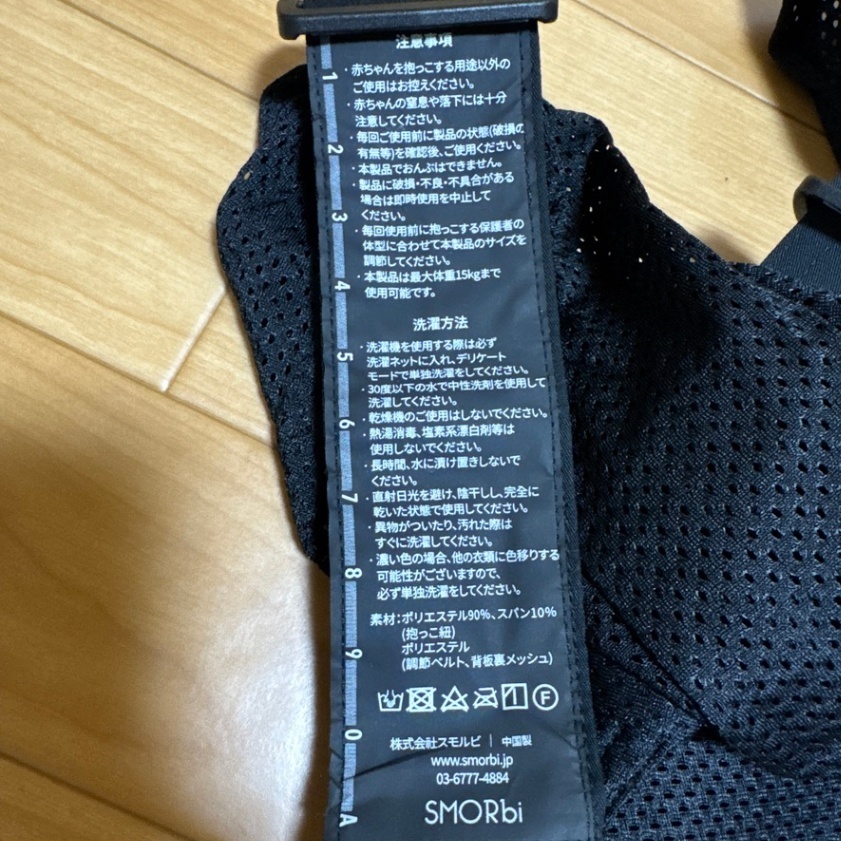 注意事項
・赤ちゃんを抱っこする用途以外の
ご使用はお控えください。
・赤ちゃんの窒息や落下には十分
注意してください。
・毎回ご使用前に製品の状態(破損の
有無等)を確認後、ご使用ください。
・本製品でおんぶはできません。
・製品に破損・不良・不具合がある
場合は即時使用を中止して
ください。
・毎回使用前に抱っこする保護者の
体型に合わせて本製品のサイズを
調節してください。
・本製品は最大体重15kgまで
使用可能です。
洗濯方法
・洗濯機を使用する際は必ず
洗濯ネットに入れ、デリケート
モードで単独洗濯をしてください。
・30度以下の水で中性洗剤を使用して
洗濯してください。
・乾燥機のご使用はしないでください。
・熱湯消毒、塩素系漂白剤等は
使用しないでください。
・長時間、水に漬け置きしないで
ください。
・直射日光を避け、陰干しし、完全に
乾いた状態で使用してください。
・異物がついたり、汚れた際は
すぐに洗濯してください。
・濃い色の場合、他の衣類に色移りする
可能性がございますので、
必ず単独洗濯をしてください。
素材:ポリエステル90%、スパン10%
(抱っこ紐)
ポリエステル
(調節ベルト、背板裏メッシュ)
F
株式会社スモルビ | 中国製
www.smorbi.jp
03-6777-4884
SMORbi
1
2
3
4
5
6
7
8
9
0
A